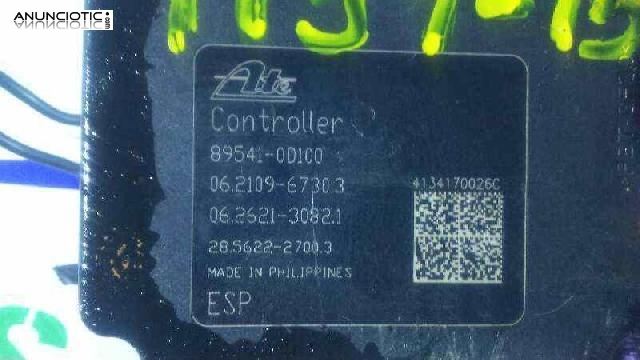 ANUNCIOTIC.com
Ate
Controller
89541-0D1C0
06.2109-6730.3
4134170026C
06.2621-3082.1
28.5622-2700.3
MADE IN PHILIPPINES
ESP